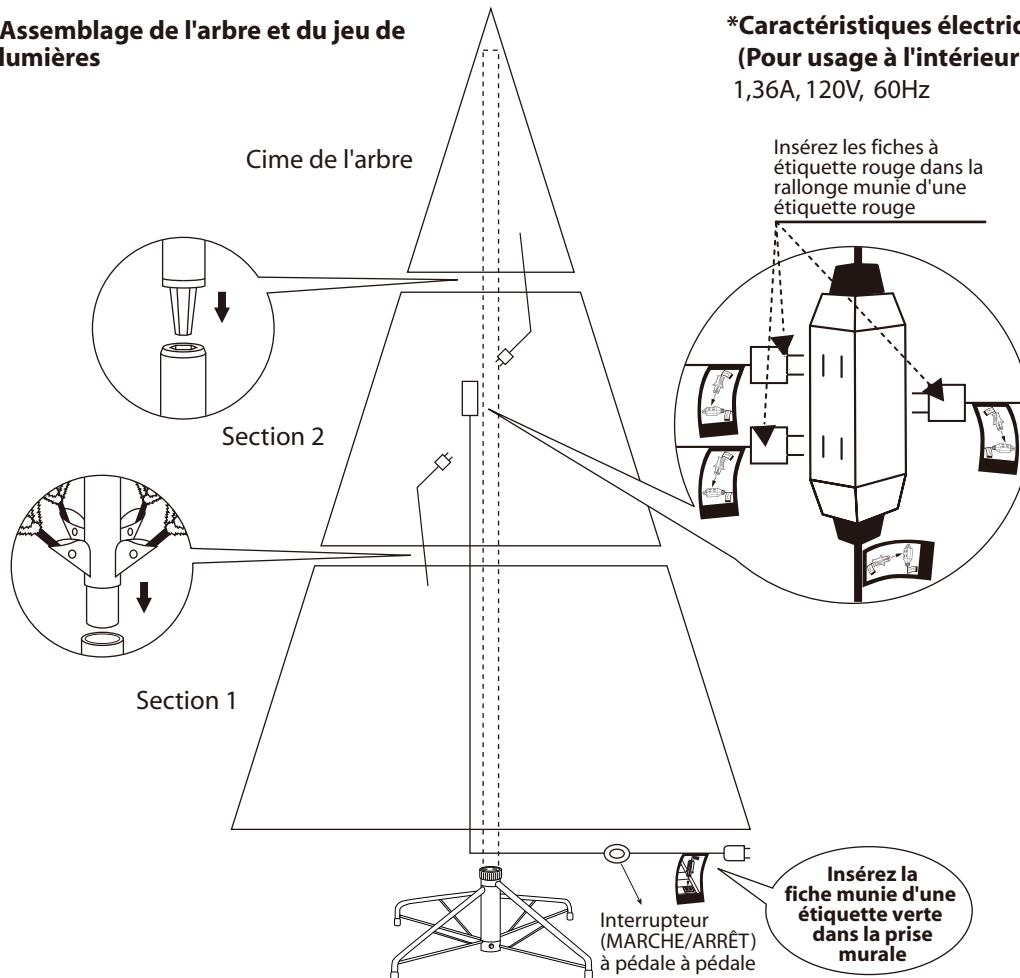 Assemblage de l'arbre et du jeu de
lumières
*Caractéristiques
(Pour usage à l'intérieur
1,36A, 120V, 60Hz
Cime de l'arbre
Insérez les fiches à
étiquette rouge dans la
rallonge munie d'une
étiquette rouge
Section 2
Section 1
Interrupteur
(MARCHE/ARRÊT)
à pédale à pédale
Insérez la
fiche munie d'une
étiquette verte
dans la prise
murale